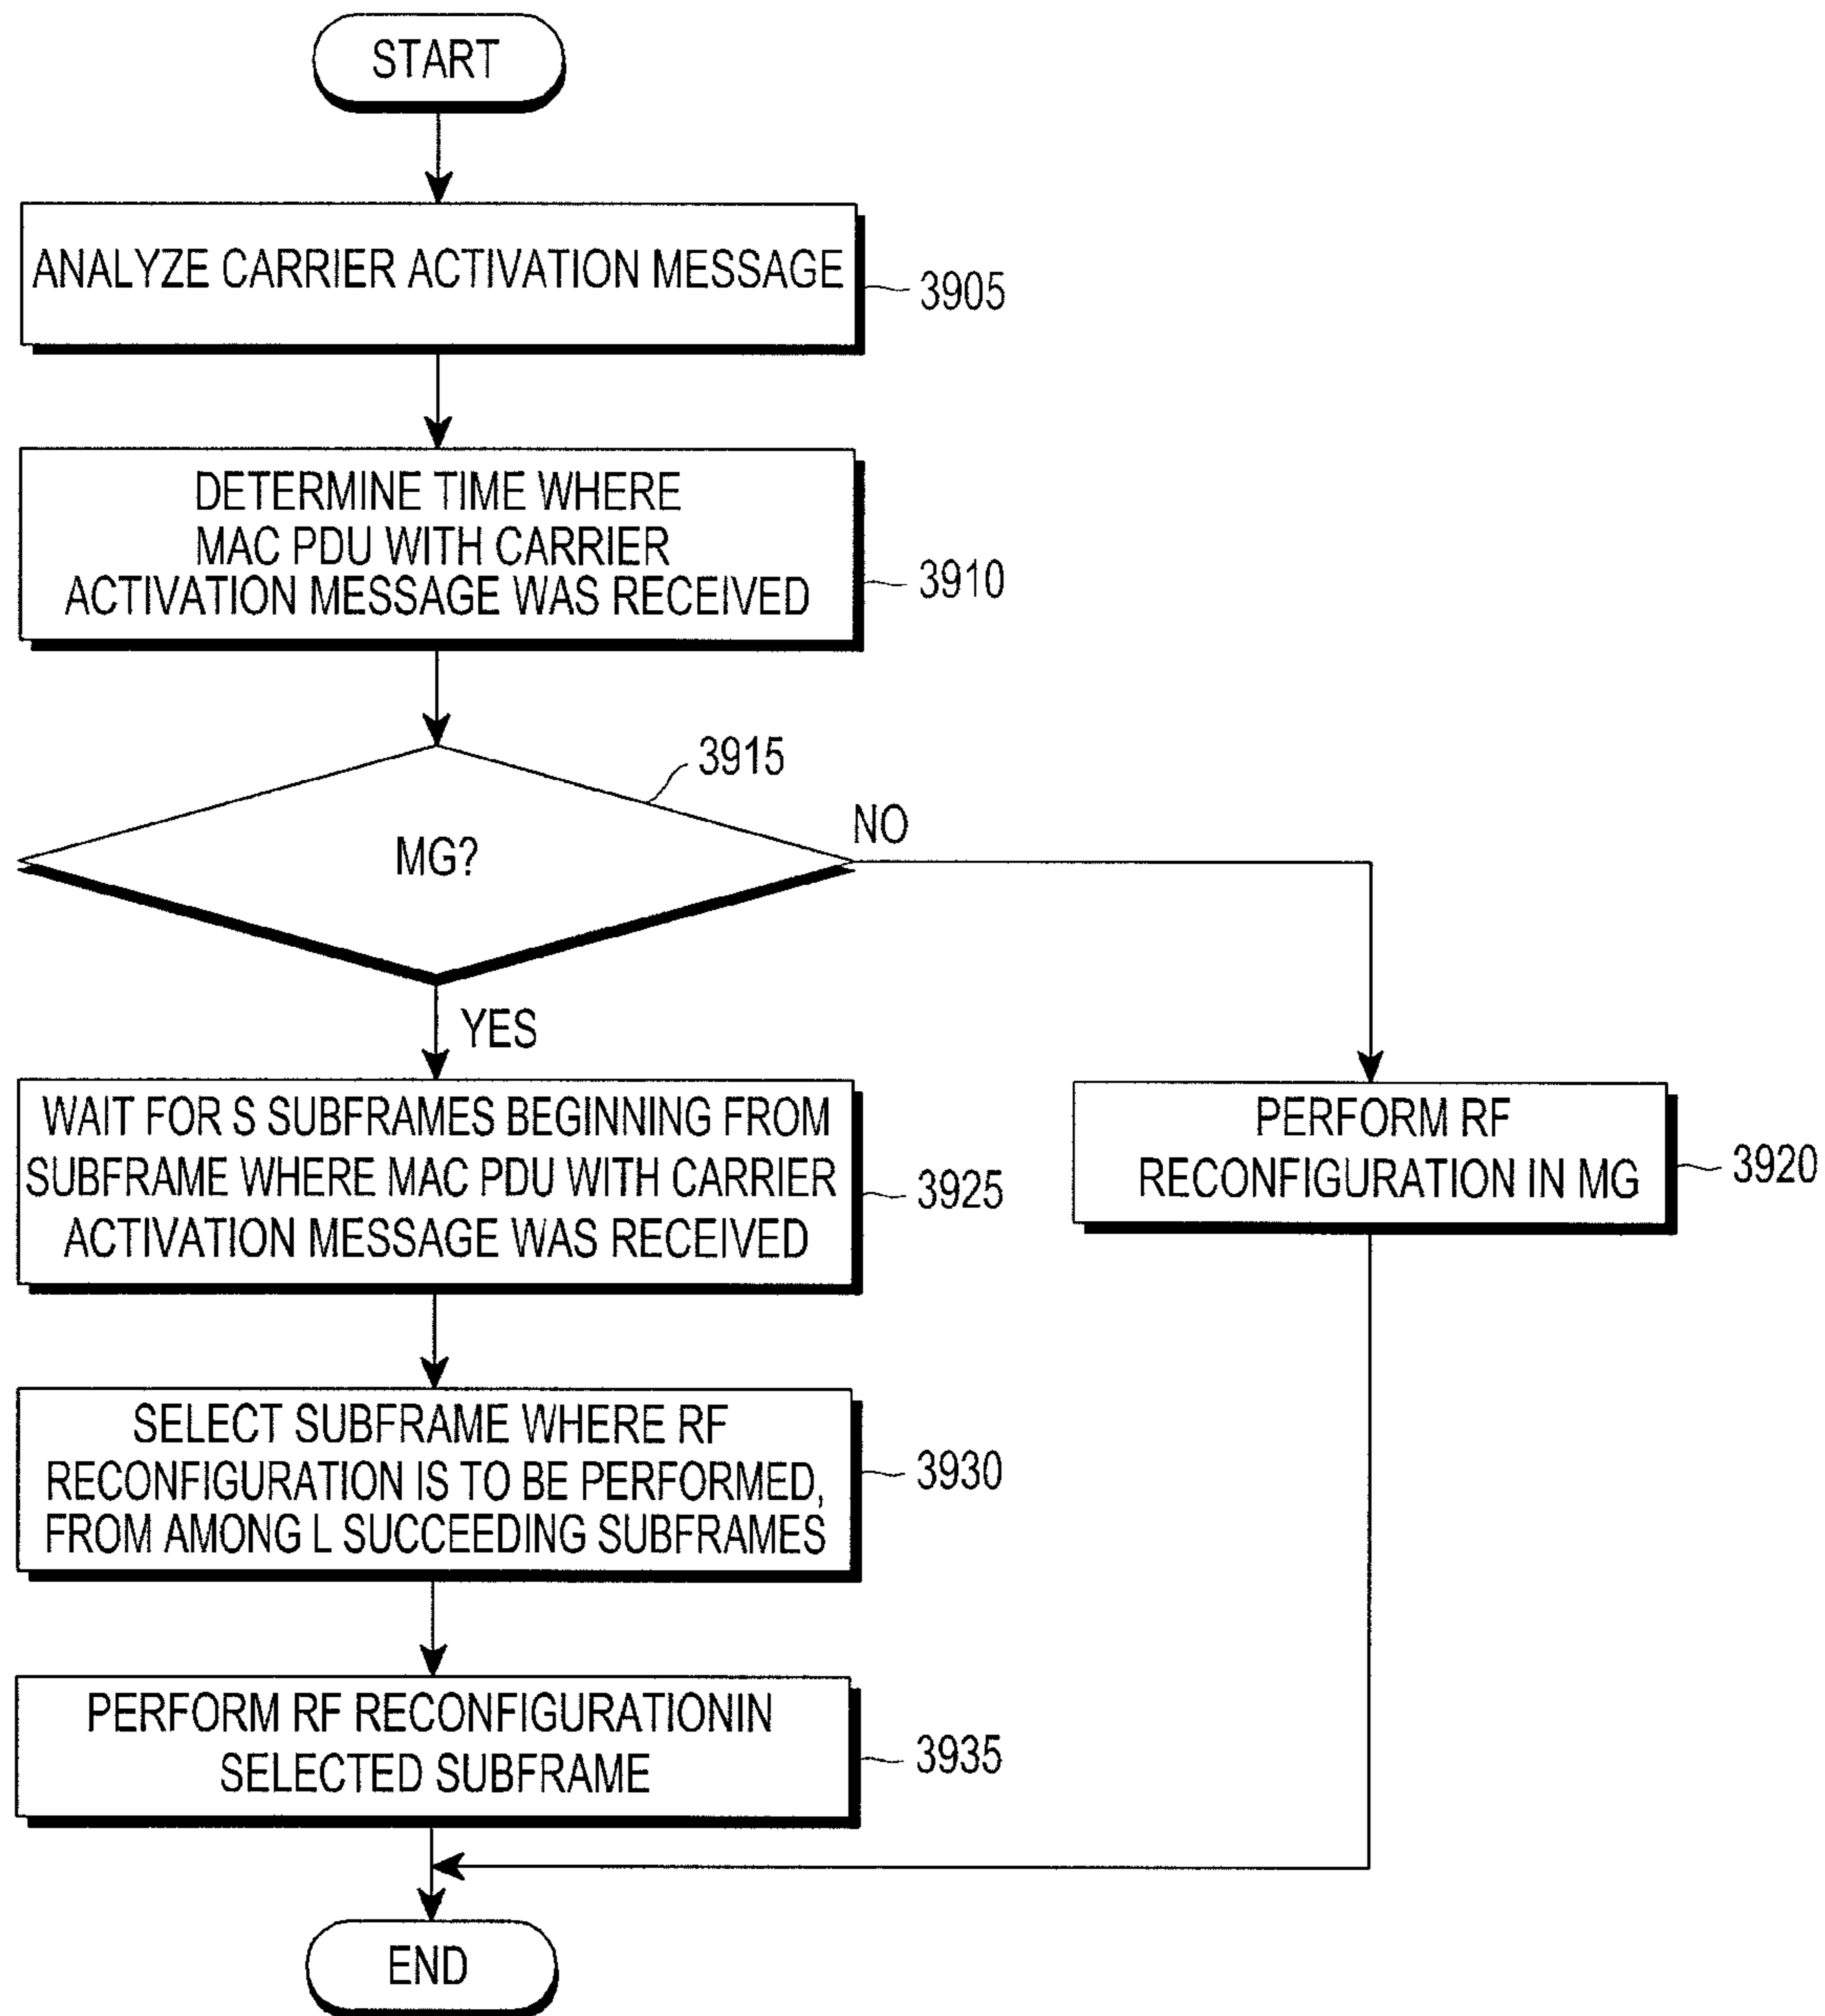 START
ANALYZE CARRIER ACTIVATION MESSAGE
3905
DETERMINE TIME WHERE
MAC PDU WITH CARRIER
ACTIVATION MESSAGE WAS RECEIVED
3910
3915
MG?
NO
YES
WAIT FOR S SUBFRAMES BEGINNING FROM
SUBFRAME WHERE MAC PDU WITH CARRIER
ACTIVATION MESSAGE WAS RECEIVED
3925
PERFORM RF
RECONFIGURATION IN MG
3920
SELECT SUBFRAME WHERE RF
RECONFIGURATION IS TO BE PERFORMED,
FROM AMONG L SUCCEEDING SUBFRAMES
3930
PERFORM RF RECONFIGURATIONIN
SELECTED SUBFRAME
3935
END